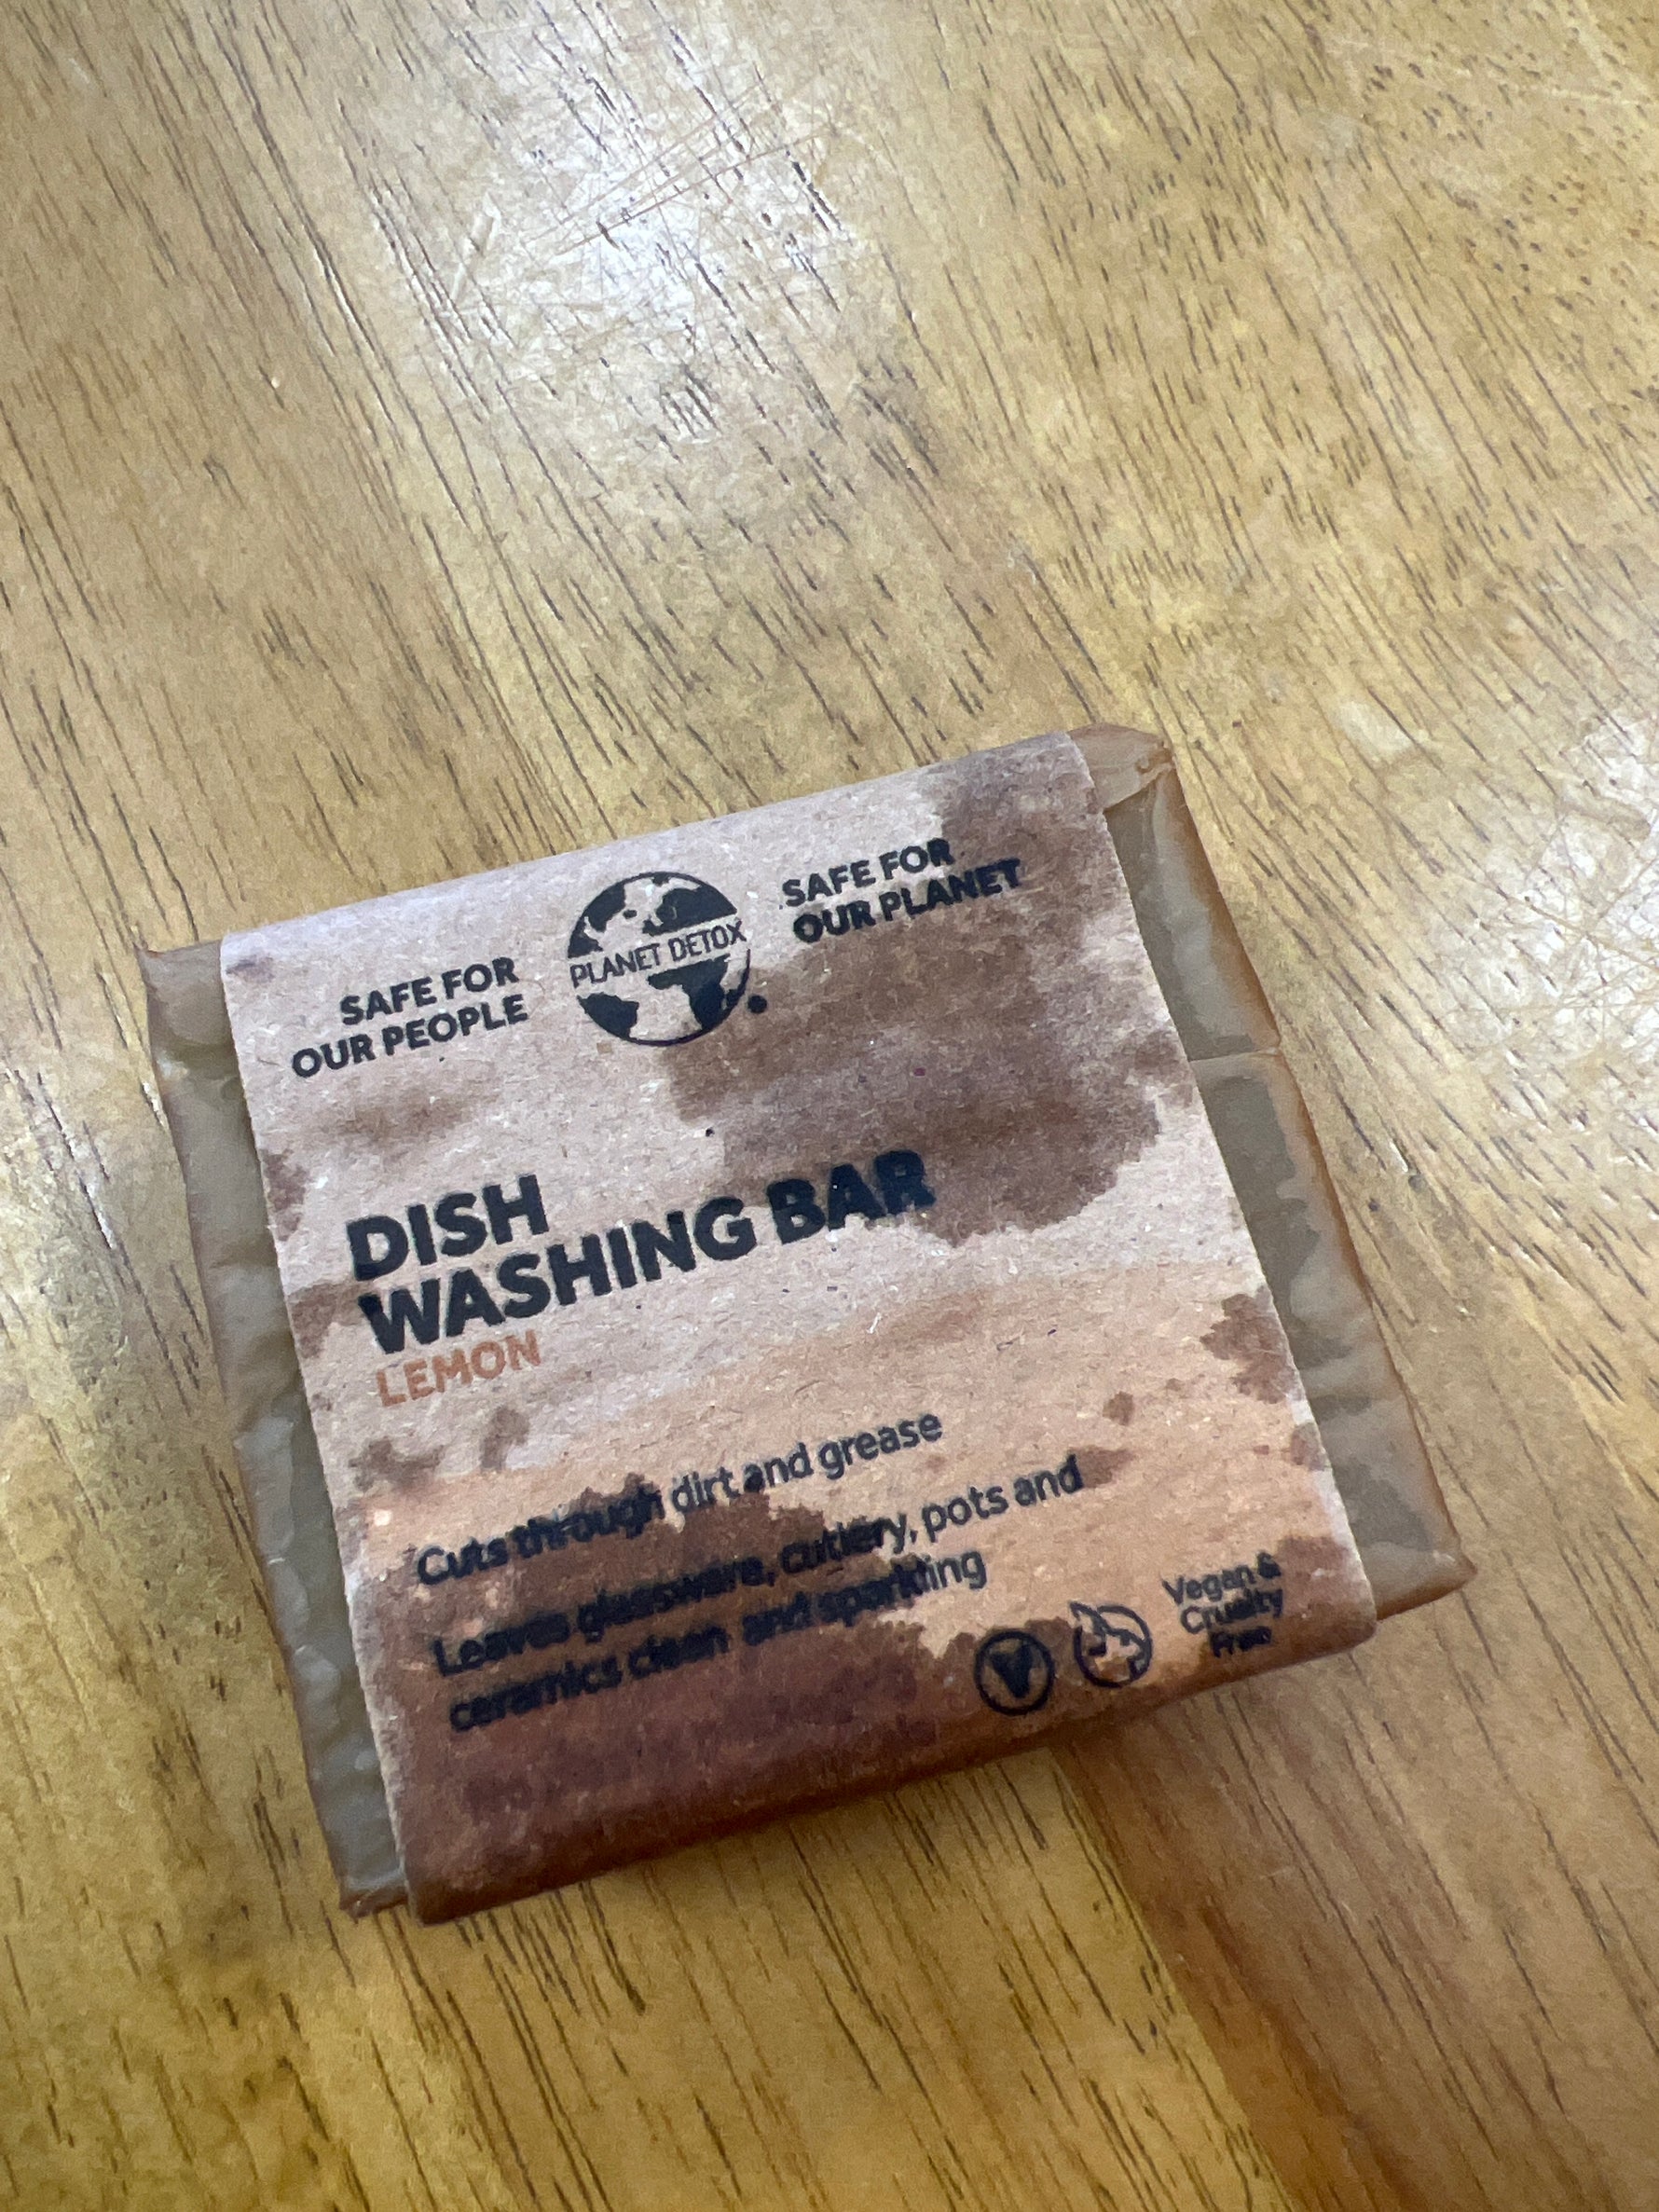 SAFE FOR
OUR PEOPLE
PLANET DETOX
SAFE FOR
OUR PLANET
DISH
WASHING BAR
LEMON
Cuts through dirt and grease
Leaves glassware, cutlery, pots and
ceramics clean and sparkling
Vegan &
Cruelty
Free